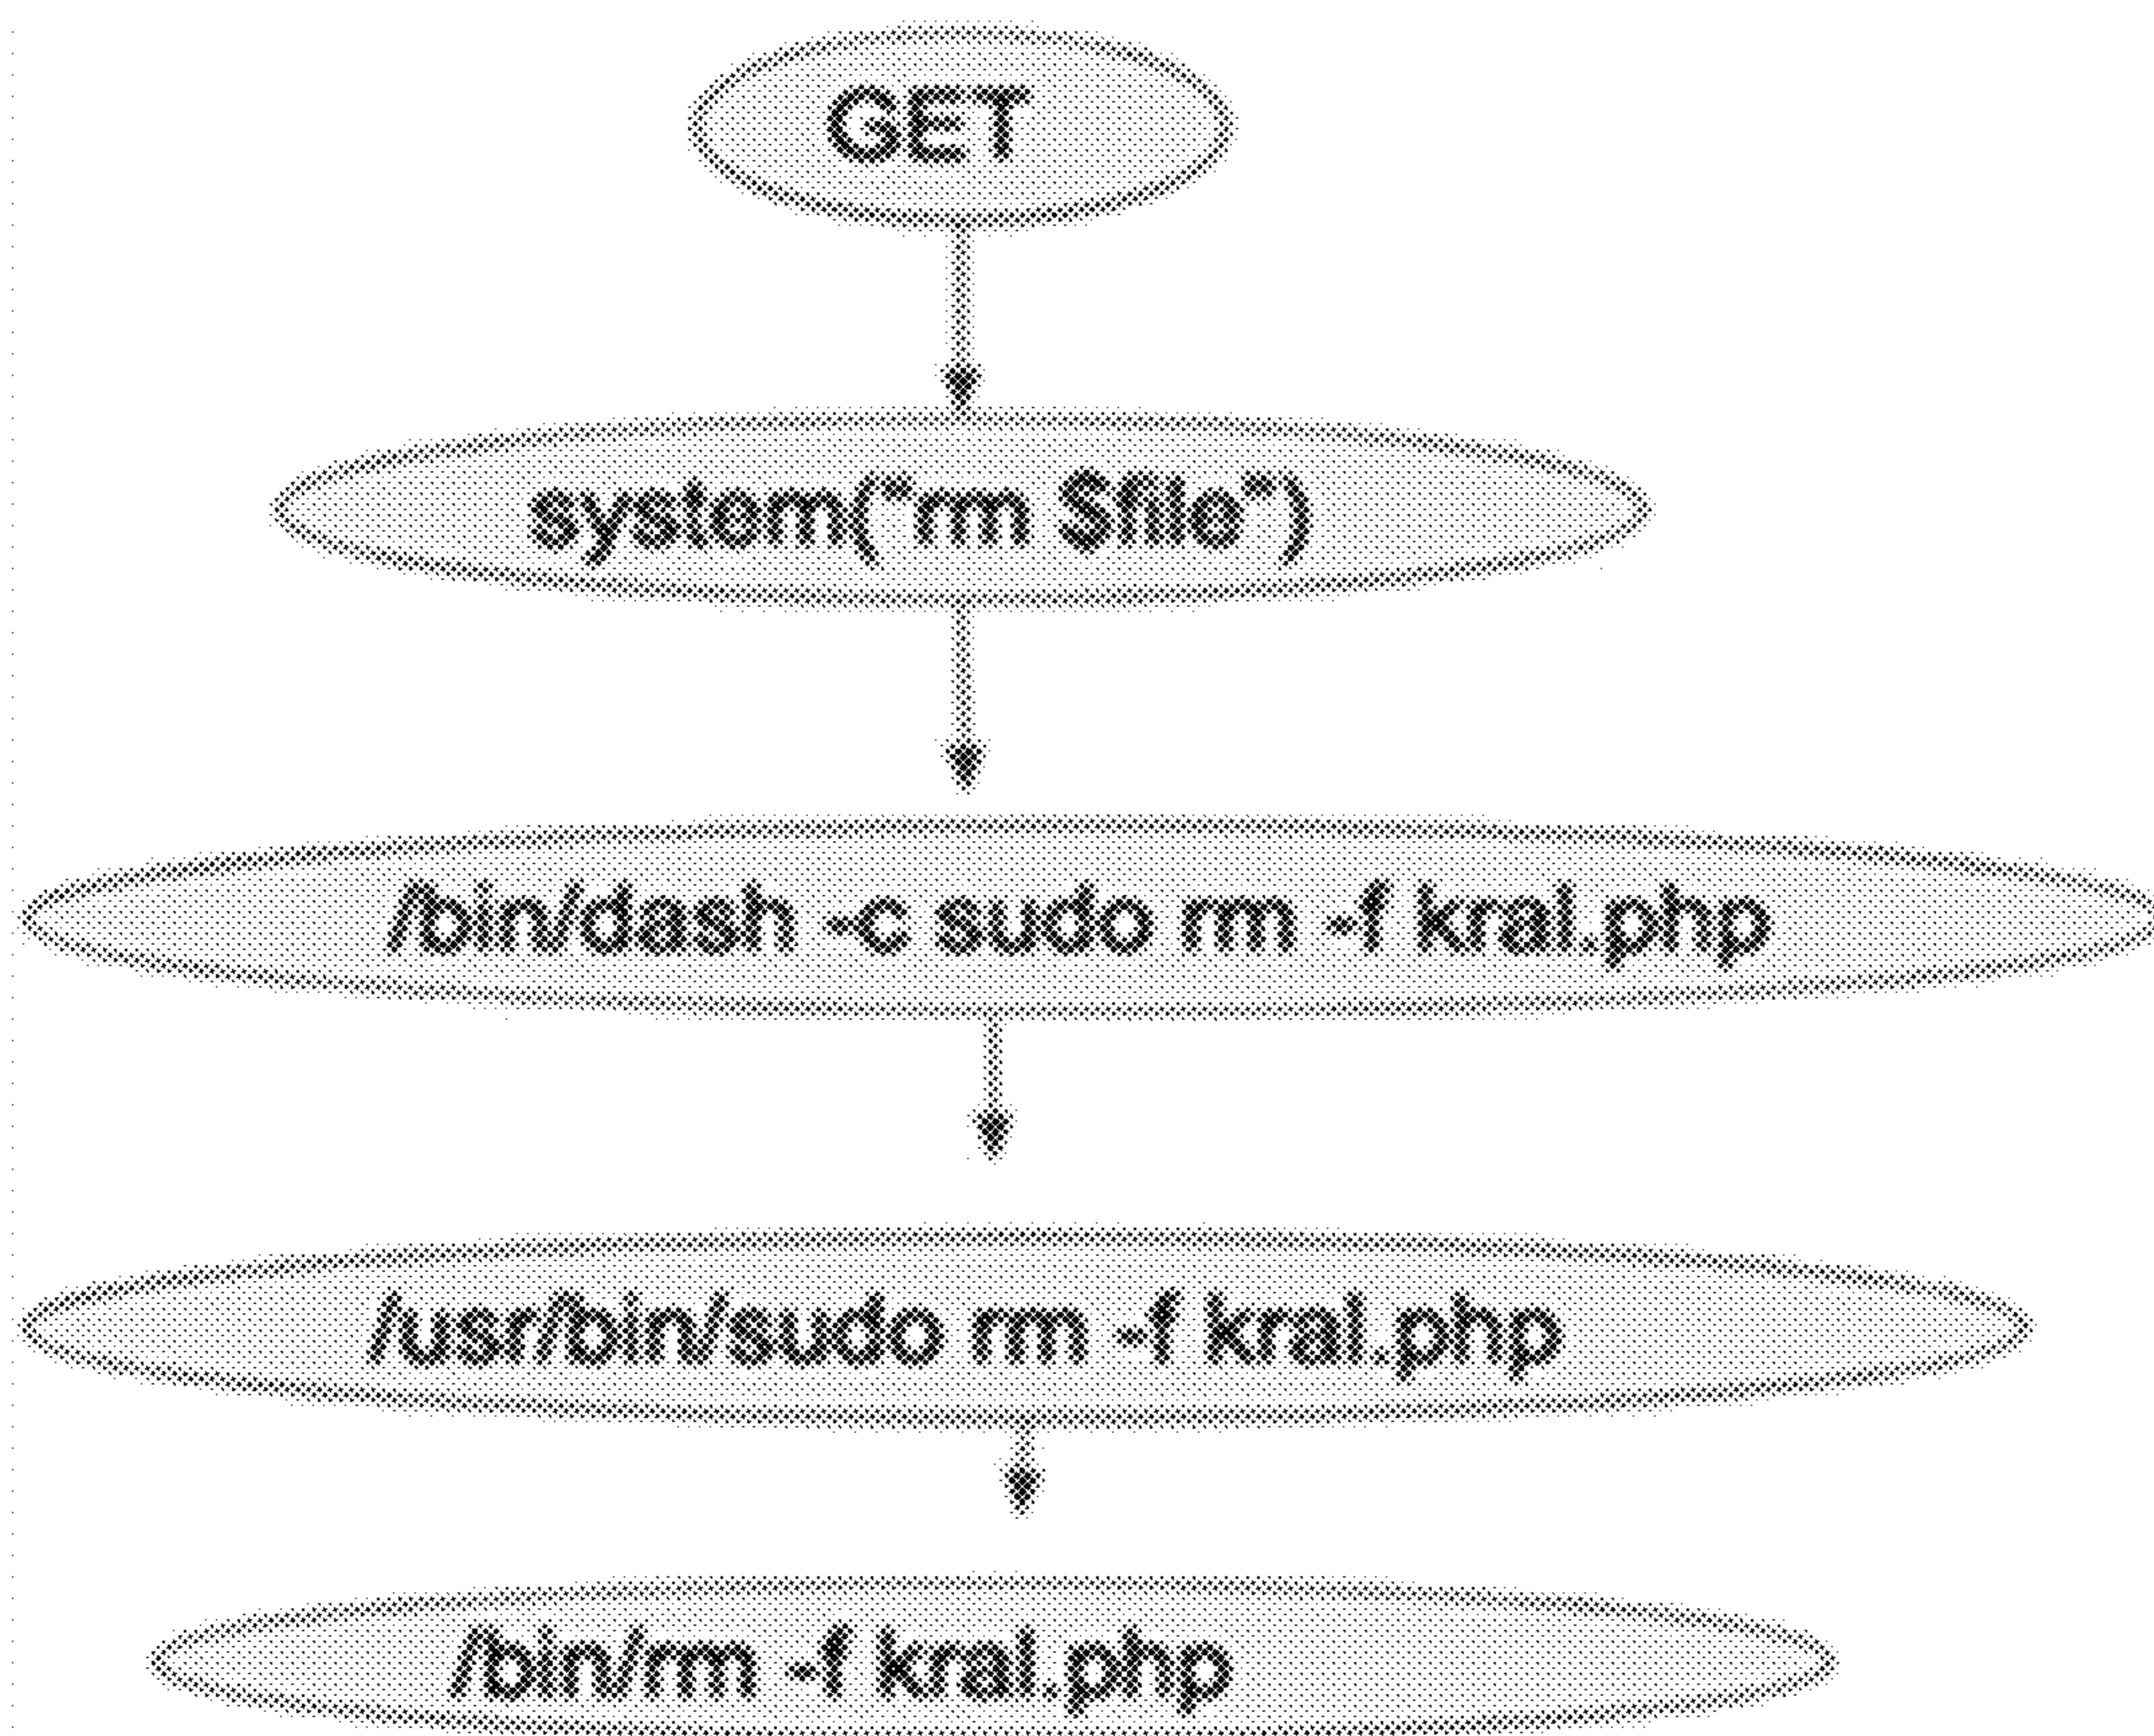 GET
system("rm $file")
/bin/dash -c sudo rm -f kral.php
/usr/bin/sudo rm -f kral.php
/bin/rm -f kral.php